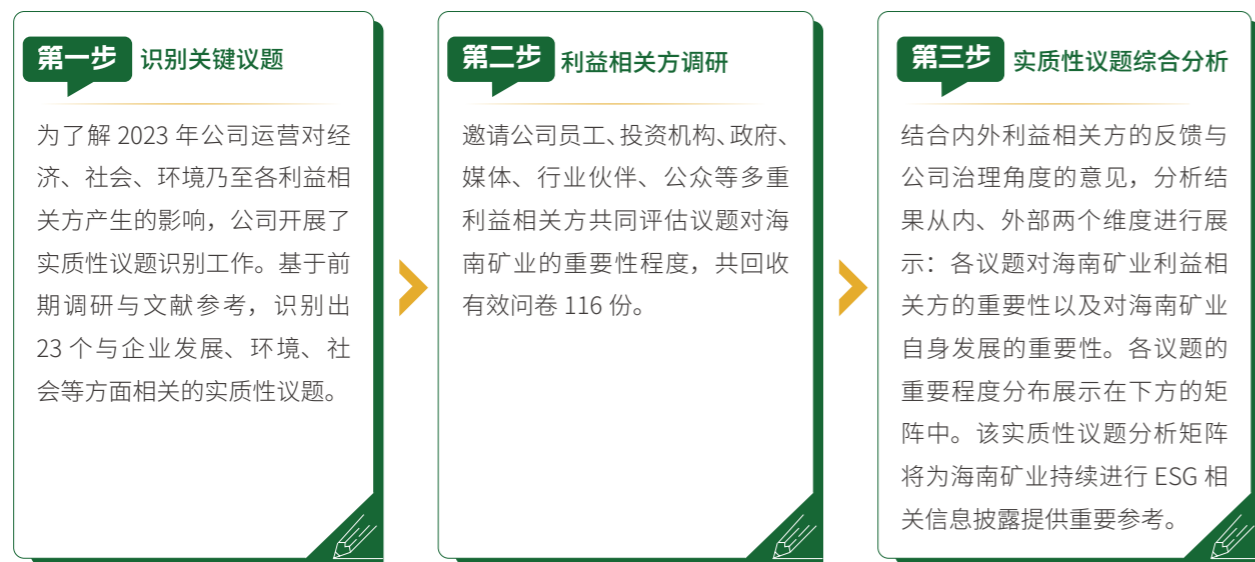 第一步 识别关键议题
为了解 2023 年公司运营对经
济、社会、环境乃至各利益相
关方产生的影响，公司开展了
实质性议题识别工作。基于前
期调研与文献参考，识别出
23 个与企业发展、环境、社
会等方面相关的实质性议题。
第二步 利益相关方调研
邀请公司员工、投资机构、政府、
媒体、行业伙伴、公众等多重
利益相关方共同评估议题对海
南矿业的重要性程度，共回收
有效问卷 116 份。
第三步 实质性议题综合分析
结合内外利益相关方的反馈与
公司治理角度的意见，分析结
果从内、外部两个维度进行展
示：各议题对海南矿业利益相
关方的重要性以及对海南矿业
自身发展的重要性。各议题的
重要程度分布展示在下方的矩
阵中。该实质性议题分析矩阵
将为海南矿业持续进行 ESG 相
关信息披露提供重要参考。